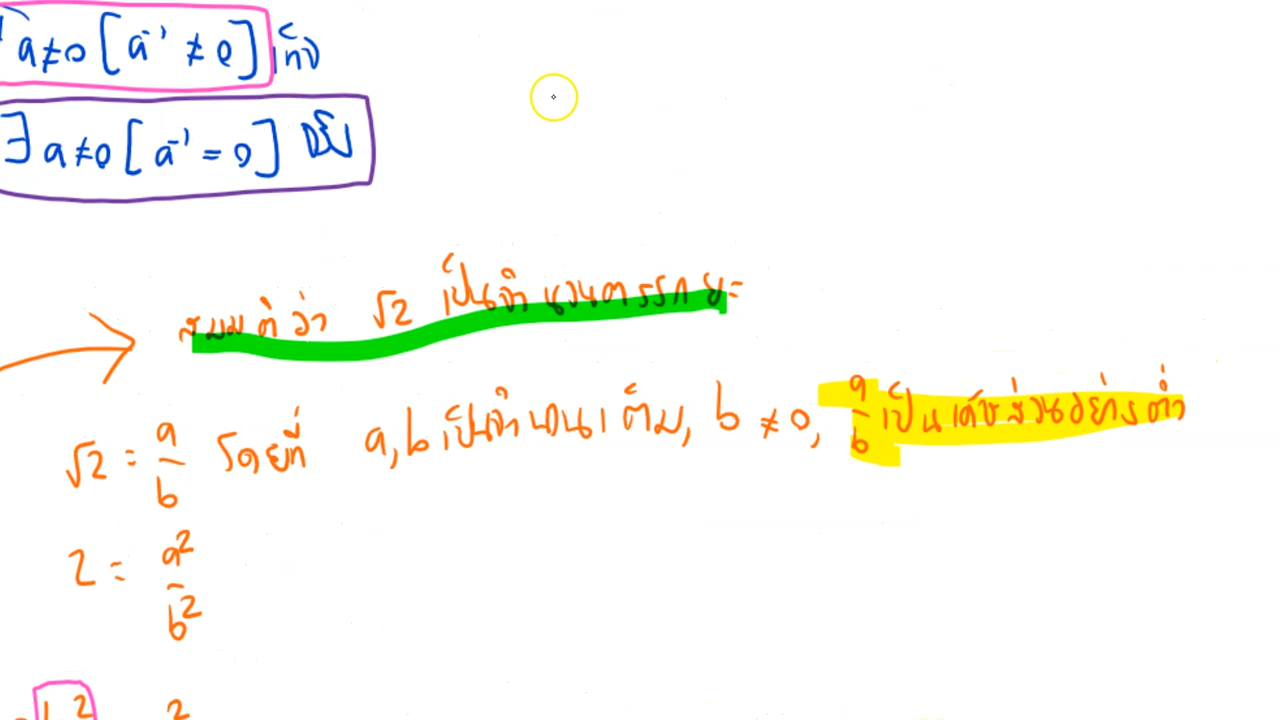 a≠0 [a⁻¹ ≠ 0] เท็จ
∃a≠0 [a⁻¹ = 0] จริง
สมมติว่า √2 เป็นจำนวนตรรกยะ
√2 = a/b โดยที่ a, b เป็นจำนวนเต็ม, b ≠ 0, a/b เป็นเศษส่วนอย่างต่ำ
2 = a²/b²